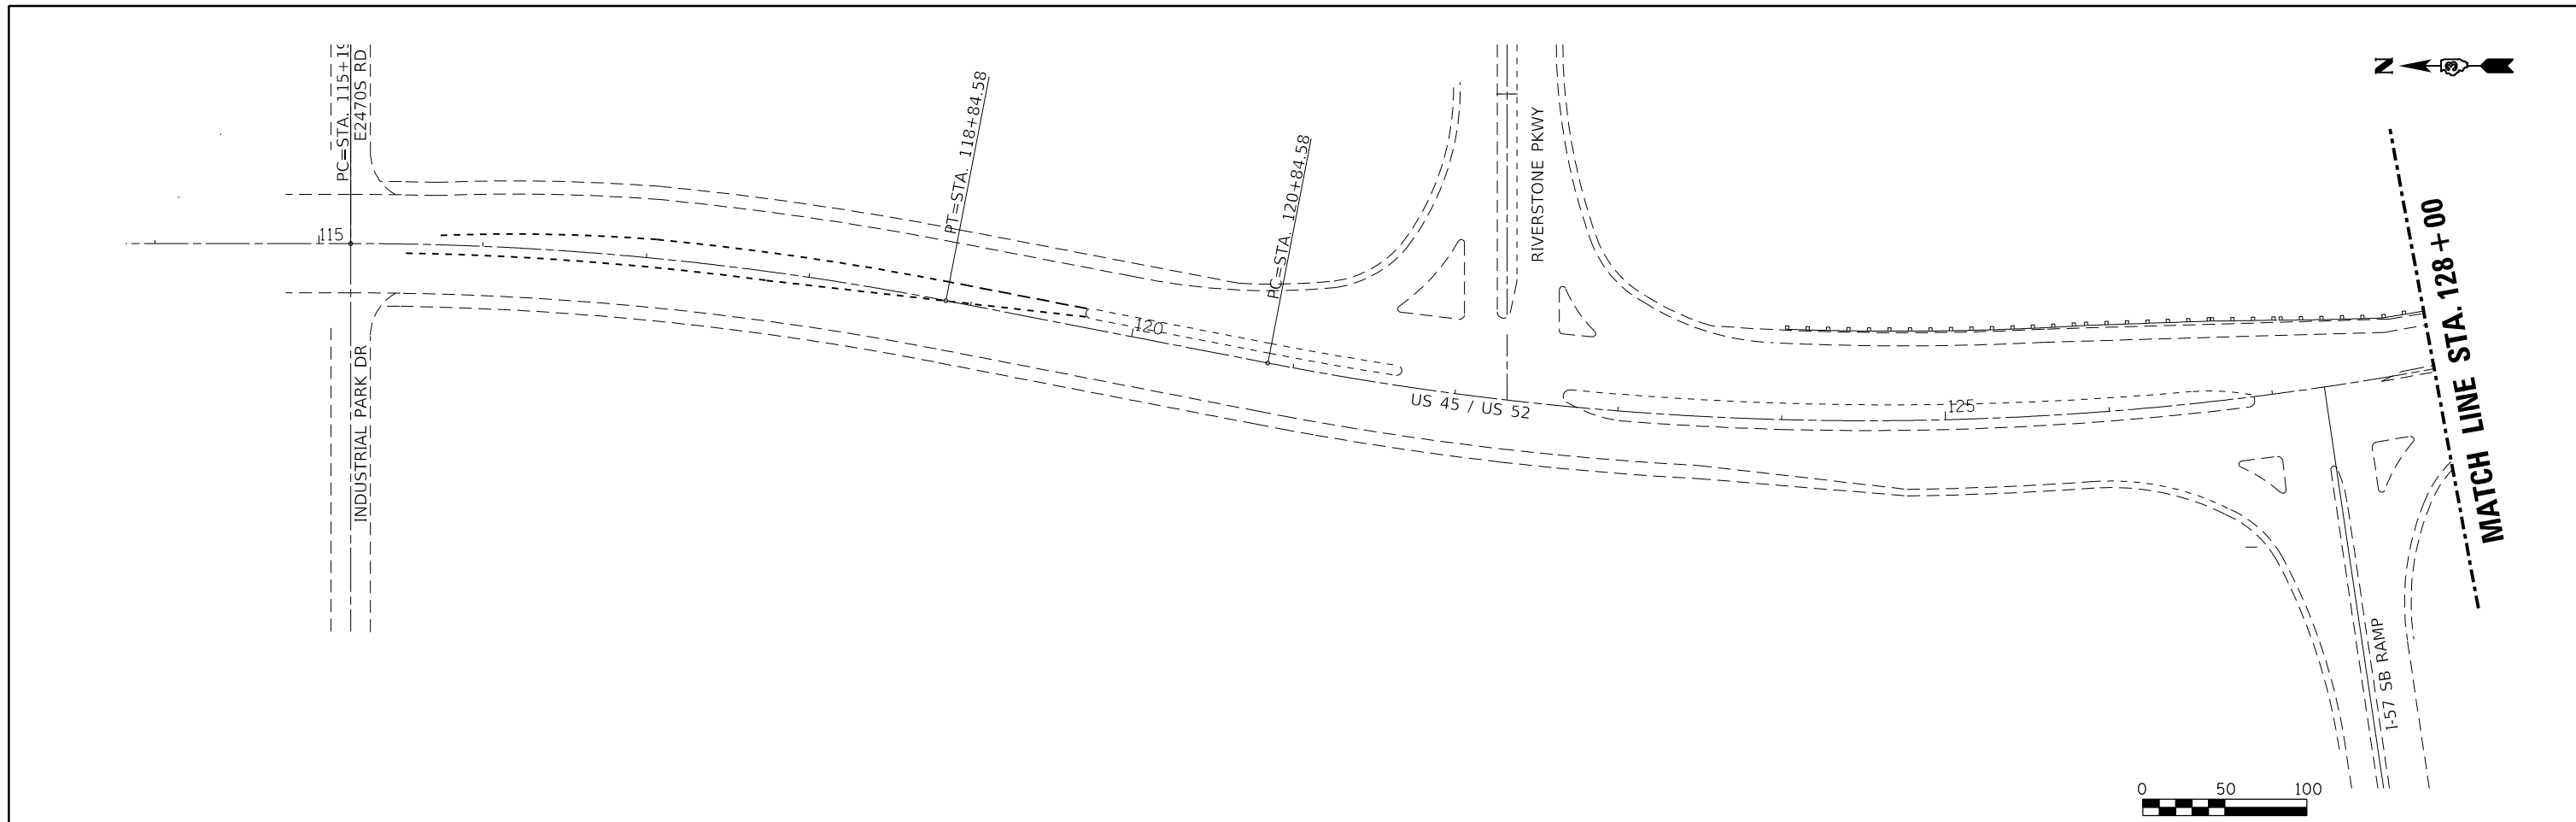 PC=STA. 115+19
E2470S RD
PT=STA. 118+84.58
PC=STA. 120+84.58
RIVERSTONE PKWY
N
3
115
120
US 45 / US 52
125
INDUSTRIAL PARK DR
MATCH LINE STA. 128+00
I-57 SB RAMP
0 50 100